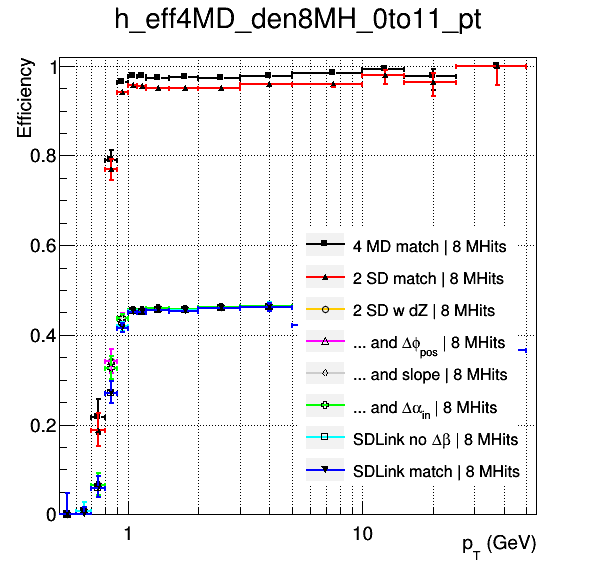 h_eff4MD_den8MH_0to11_pt
Efficiency
1
0.8
0.6
0.4
0.2
0
4 MD match | 8 MHits
2 SD match | 8 MHits
2 SD w dZ | 8 MHits
... and Δϕpos | 8 MHits
... and slope | 8 MHits
... and Δαin | 8 MHits
SDLink no Δβ | 8 MHits
SDLink match | 8 MHits
1 10
pT (GeV)